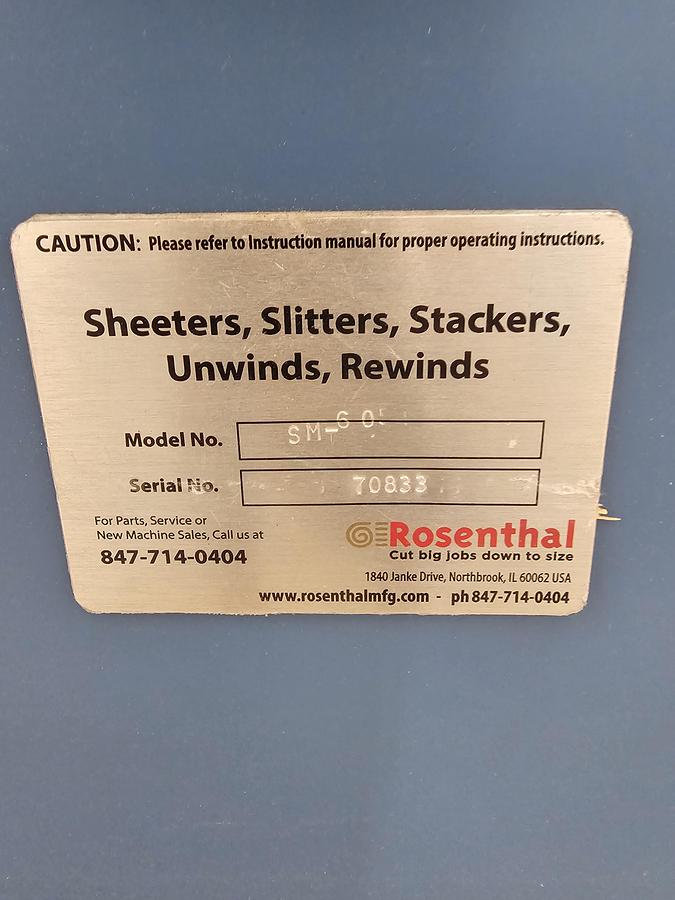 CAUTION: Please refer to Instruction manual for proper operating instructions.
Sheeters, Slitters, Stackers,
Unwinds, Rewinds
Model No.
Serial No. 70833
For Parts, Service or
New Machine Sales, Call us at
847-714-0404
Rosenthal
Cut big jobs down to size
1840 Janke Drive, Northbrook, IL 60062 USA
www.rosenthalmfg.com - ph 847-714-0404